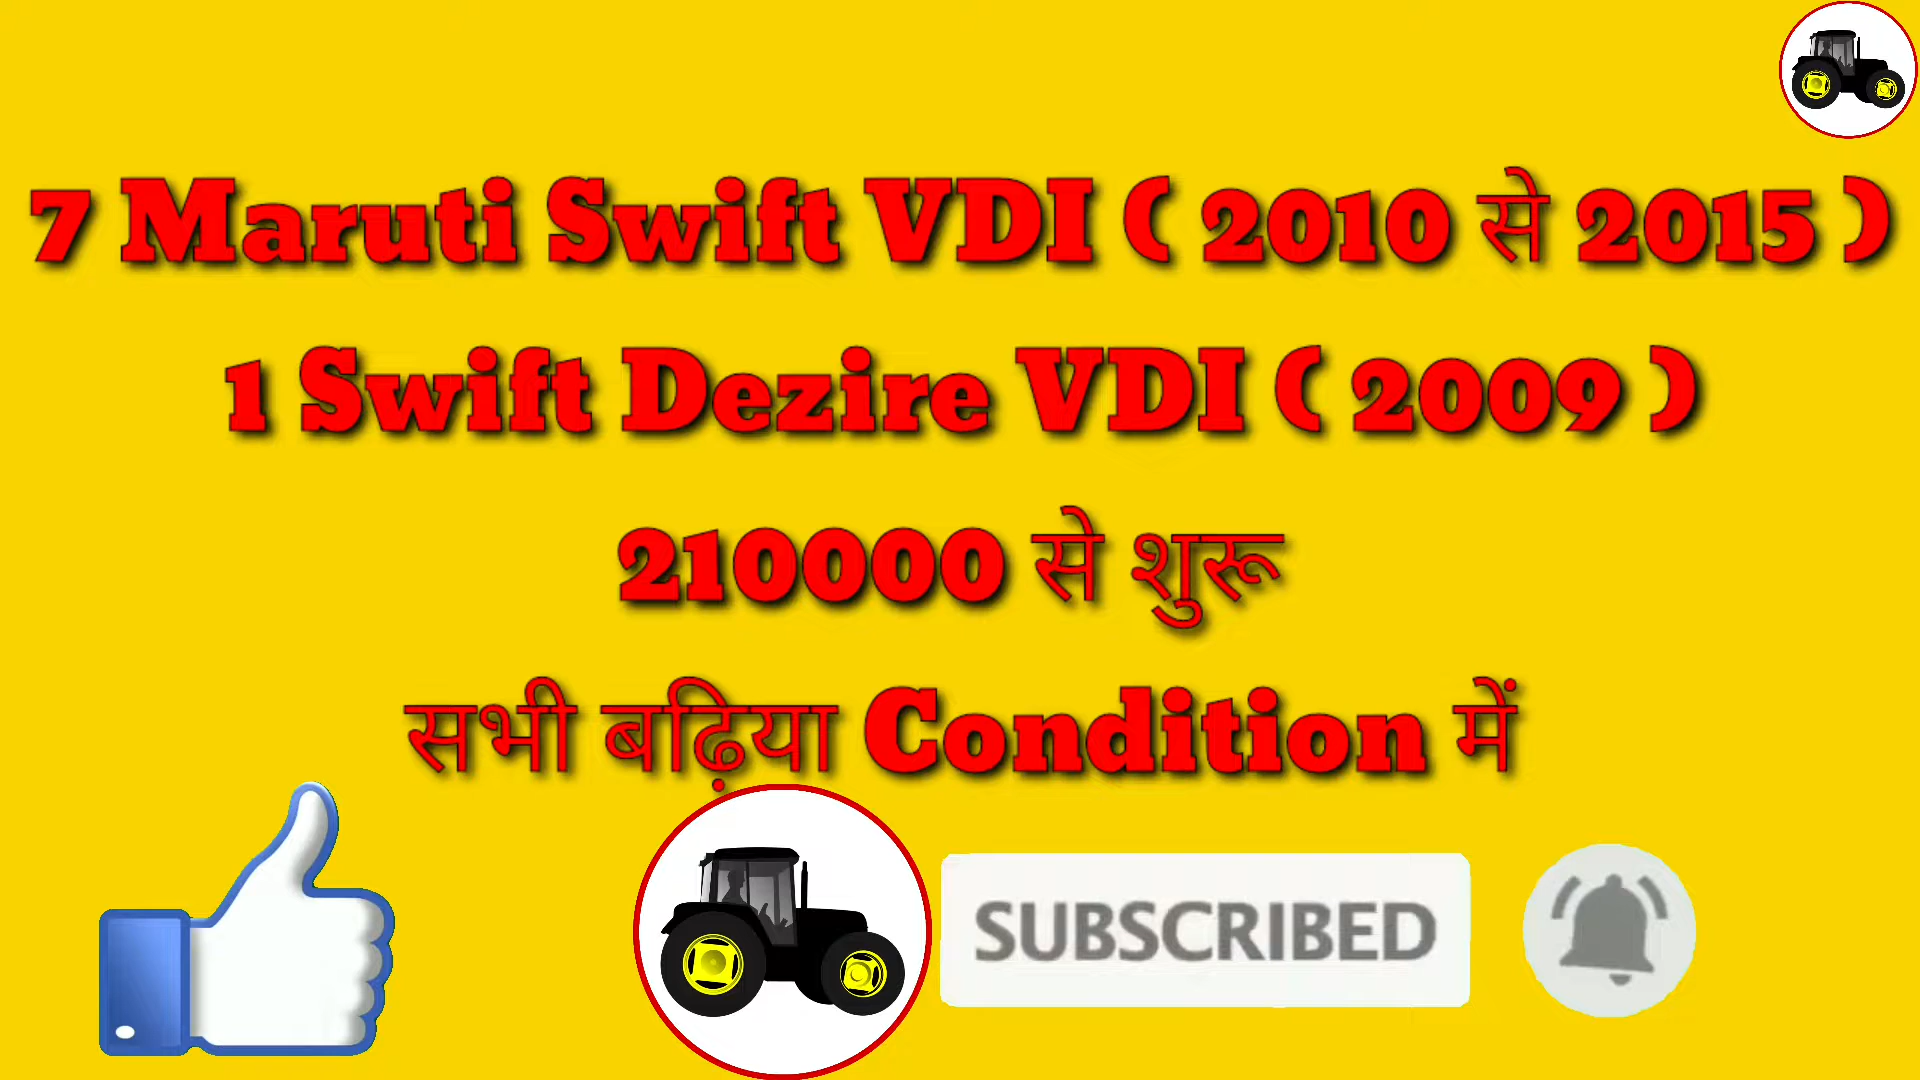 7 Maruti Swift VDI ( 2010 से 2015 )
1 Swift Dezire VDI ( 2009 )
210000 से शुरू
सभी बढ़िया Condition में
SUBSCRIBED